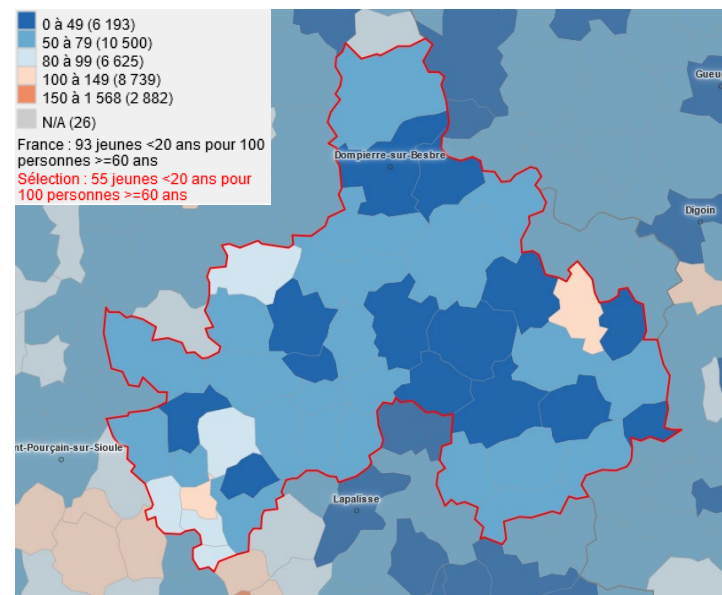 0 à 49 (6 193)
50 à 79 (10 500)
80 à 99 (6 625)
100 à 149 (8 739)
150 à 1 568 (2 882)
N/A (26)
France : 93 jeunes <20 ans pour 100
personnes >=60 ans
Sélection : 55 jeunes <20 ans pour
100 personnes >=60 ans
Gueu
Dompierre-sur-Besbre
Digoin
nt-Pourçain-sur-Sioule
Lapalisse